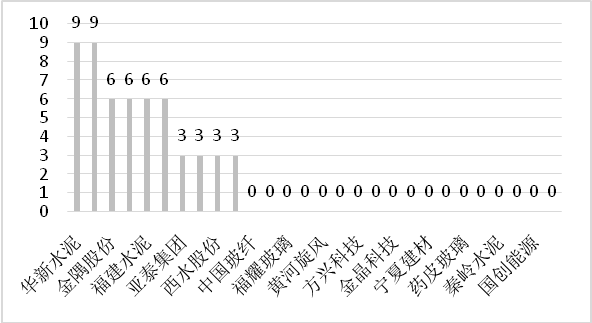 10
9
8
7
6
5
4
3
2
1
0
9 9 6 6 6 6 3 3 3 3 0 0 0 0 0 0 0 0 0 0 0 0 0 0 0 0 0 0
华新水泥
金隅股份
福建水泥
亚泰集团
西水股份
中国玻纤
福耀玻璃
黄河旋风
方兴科技
金晶科技
宁夏建材
药皮玻璃
秦岭水泥
国创能源